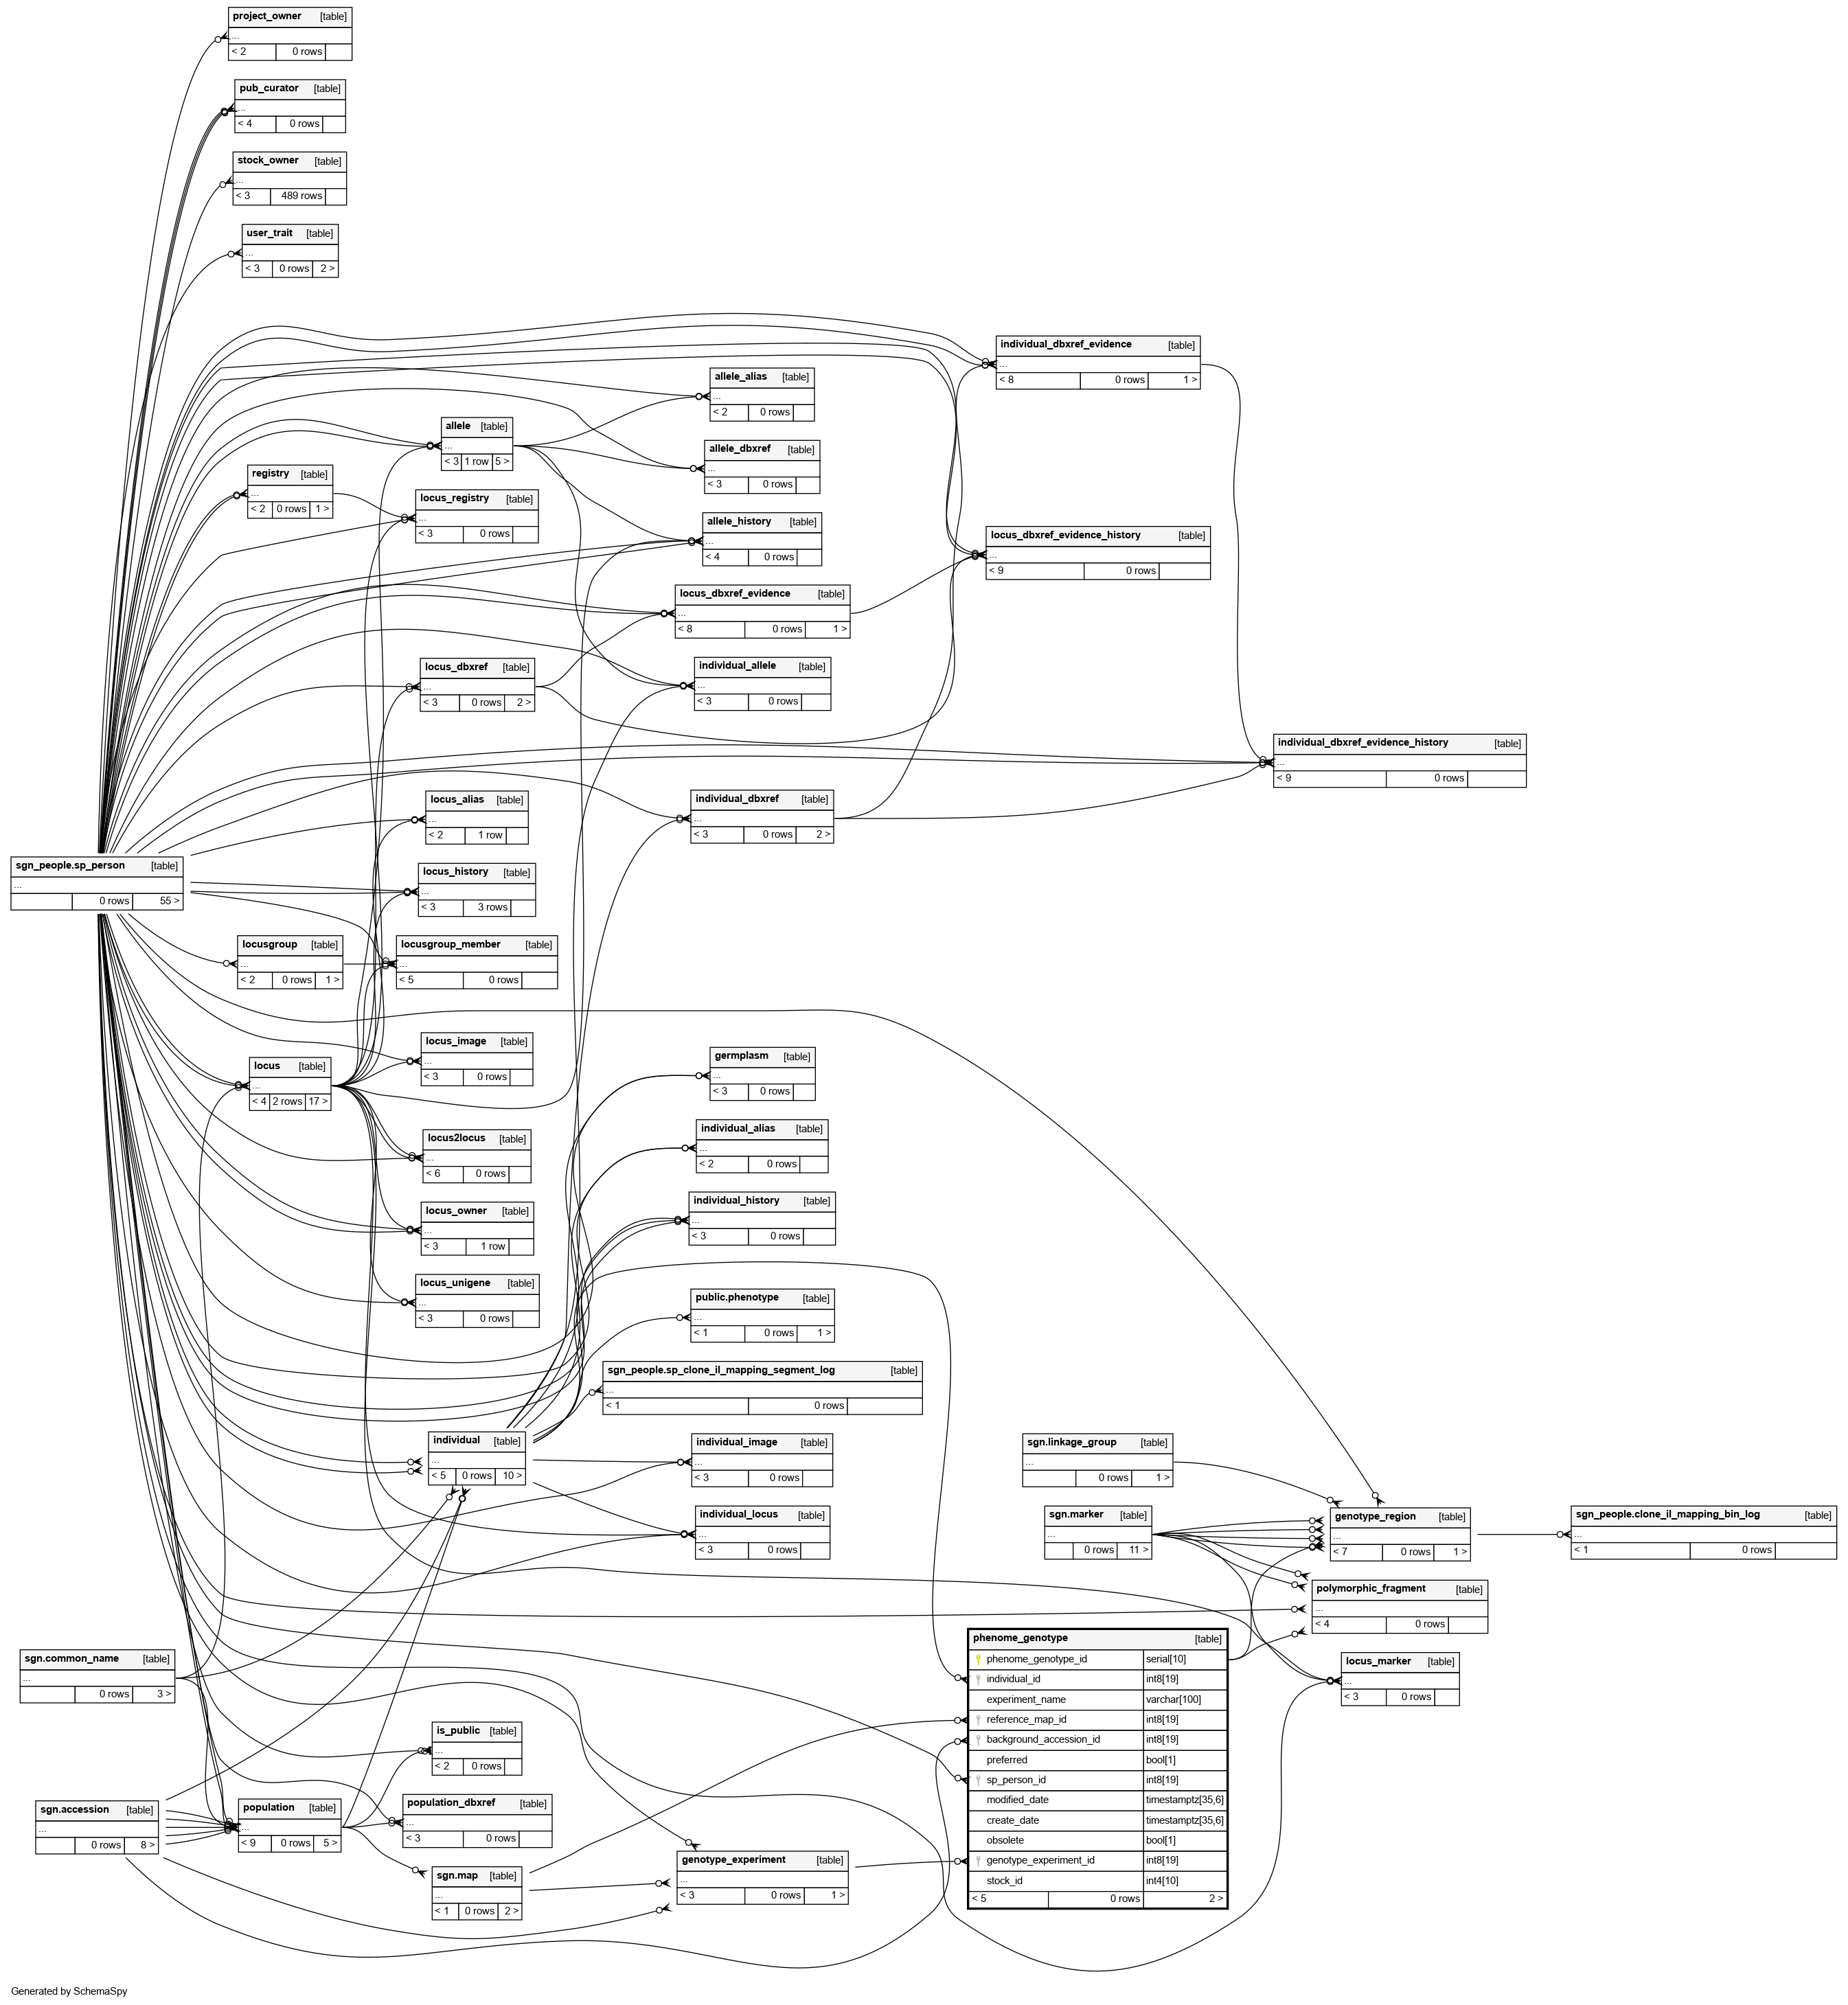 project_owner [table]
...
< 2 0 rows
pub_curator [table]
...
< 4 0 rows
stock_owner [table]
...
< 3 489 rows
user_trait [table]
...
< 3 0 rows 2 >
individual_dbxref_evidence [table]
...
< 8 0 rows 1 >
allele_alias [table]
...
< 2 0 rows
allele [table]
...
< 3 1 row 5 >
allele_dbxref [table]
...
< 3 0 rows
registry [table]
...
< 2 0 rows 1 >
locus_registry [table]
...
< 3 0 rows
allele_history [table]
...
< 4 0 rows
locus_dbxref_evidence_history [table]
...
< 9 0 rows
locus_dbxref_evidence [table]
...
< 8 0 rows 1 >
locus_dbxref [table]
...
< 3 0 rows 2 >
individual_allele [table]
...
< 3 0 rows
individual_dbxref_evidence_history [table]
...
< 9 0 rows
locus_alias [table]
...
< 2 1 row
individual_dbxref [table]
...
< 3 0 rows 2 >
sgn_people.sp_person [table]
...
0 rows 55 >
locus_history [table]
...
< 3 3 rows
locusgroup [table]
...
< 2 0 rows 1 >
locusgroup_member [table]
...
< 5 0 rows
locus_image [table]
...
< 3 0 rows
locus [table]
...
< 4 2 rows 17 >
germplasm [table]
...
< 3 0 rows
locus2locus [table]
...
< 6 0 rows
individual_alias [table]
...
< 2 0 rows
locus_owner [table]
...
< 3 1 row
individual_history [table]
...
< 3 0 rows
locus_unigene [table]
...
< 3 0 rows
public.phenotype [table]
...
< 1 0 rows 1 >
sgn_people.sp_clone_il_mapping_segment_log [table]
...
< 1 0 rows
individual [table]
...
< 5 0 rows 10 >
individual_image [table]
...
< 3 0 rows
sgn.linkage_group [table]
...
0 rows 1 >
individual_locus [table]
...
< 3 0 rows
sgn.marker [table]
...
0 rows 11 >
genotype_region [table]
...
< 7 0 rows 1 >
sgn_people.clone_il_mapping_bin_log [table]
...
< 1 0 rows
polymorphic_fragment [table]
...
< 4 0 rows
locus_marker [table]
...
< 3 0 rows
sgn.common_name [table]
...
0 rows 3 >
phenome_genotype [table]
phenome_genotype_id serial[10]
individual_id int8[19]
experiment_name varchar[100]
reference_map_id int8[19]
background_accession_id int8[19]
preferred bool[1]
sp_person_id int8[19]
modified_date timestamptz[35,6]
create_date timestamptz[35,6]
obsolete bool[1]
genotype_experiment_id int8[19]
stock_id int4[10]
< 5 0 rows 2 >
is_public [table]
...
< 2 0 rows
sgn.accession [table]
...
0 rows 8 >
population [table]
...
< 9 0 rows 5 >
population_dbxref [table]
...
< 3 0 rows
sgn.map [table]
...
< 1 0 rows 2 >
genotype_experiment [table]
...
< 3 0 rows 1 >
Generated by SchemaSpy